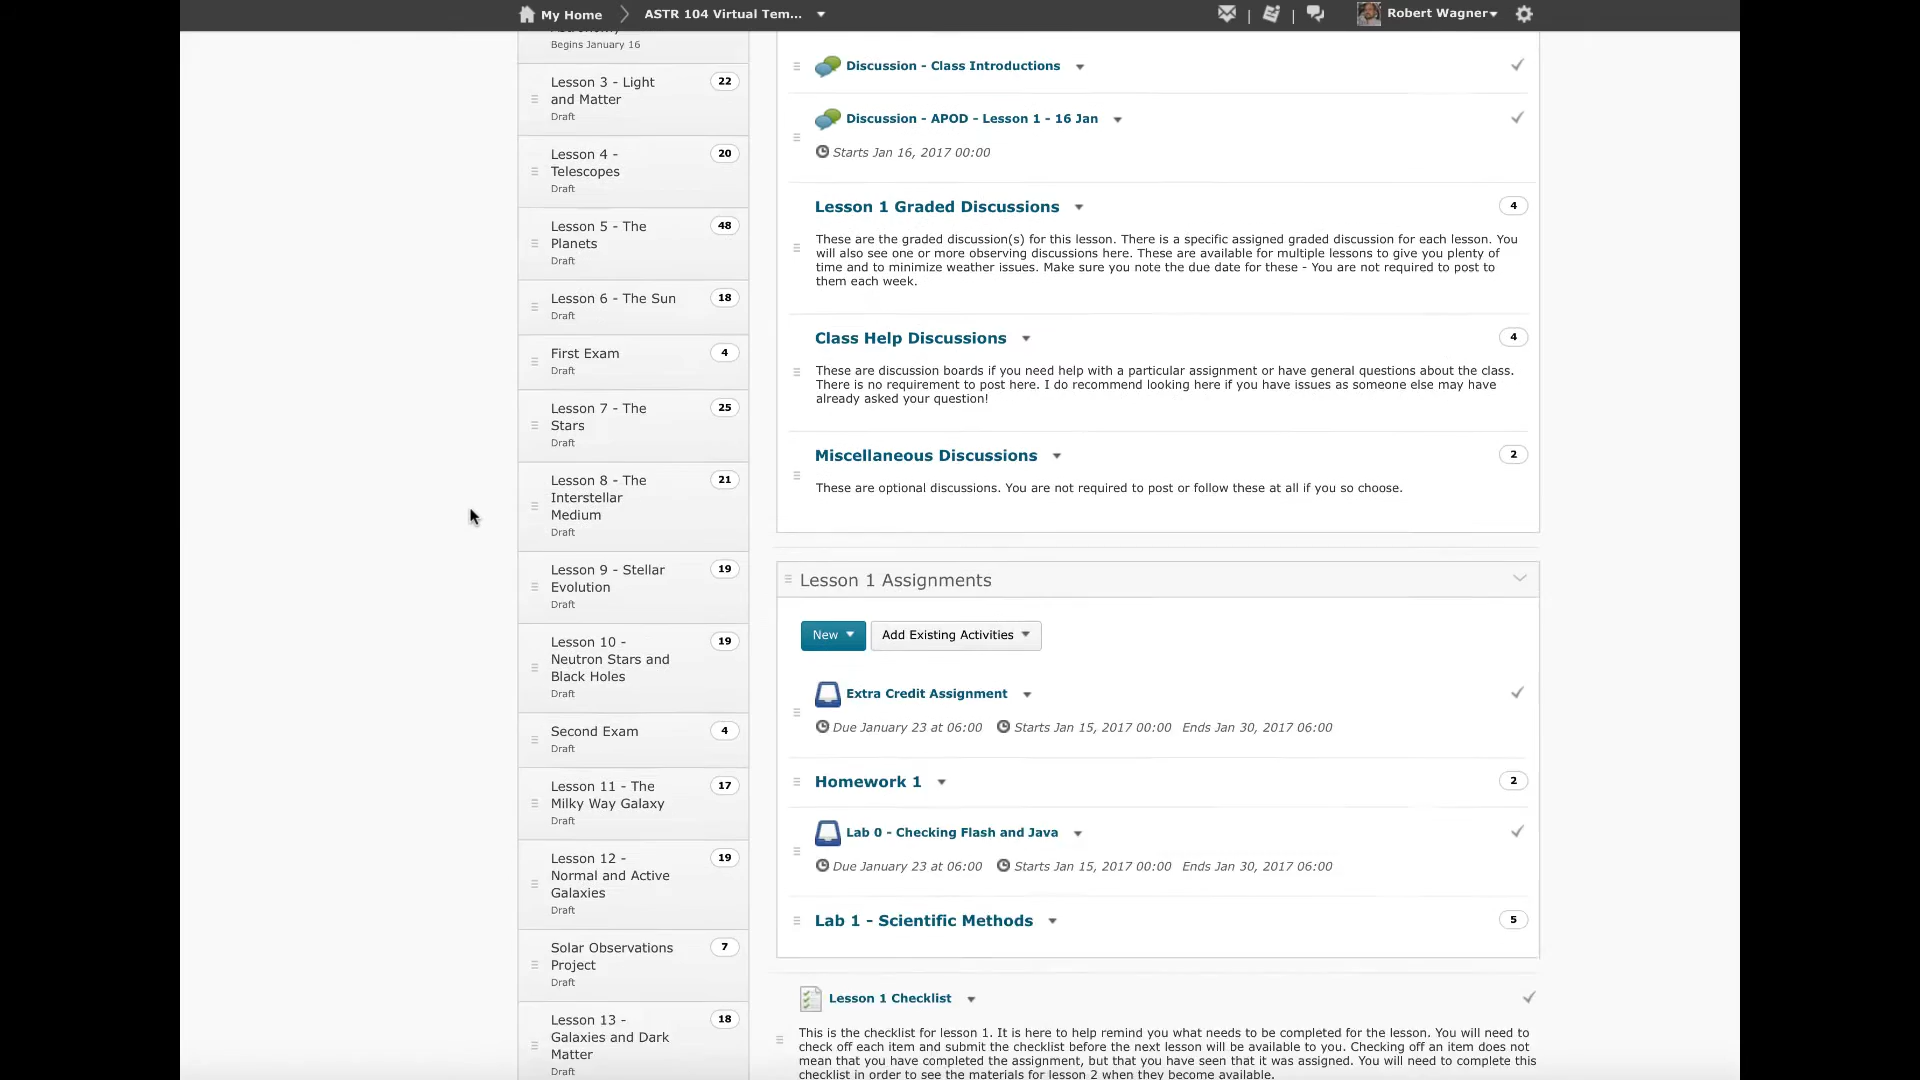 My Home
ASTR 104 Virtual Tem...
Robert Wagner
Begins January 16
Lesson 3 - Light
and Matter
Draft
22
Lesson 4 -
Telescopes
Draft
20
Lesson 5 - The
Planets
Draft
48
Lesson 6 - The Sun
Draft
18
First Exam
Draft
4
Lesson 7 - The
Stars
Draft
25
Lesson 8 - The
Interstellar
Medium
Draft
21
Lesson 9 - Stellar
Evolution
Draft
19
Lesson 10 -
Neutron Stars and
Black Holes
Draft
19
Second Exam
Draft
4
Lesson 11 - The
Milky Way Galaxy
Draft
17
Lesson 12 -
Normal and Active
Galaxies
Draft
19
Solar Observations
Project
Draft
7
Lesson 13 -
Galaxies and Dark
Matter
Draft
18
Discussion - Class Introductions
Discussion - APOD - Lesson 1 - 16 Jan
Starts Jan 16, 2017 00:00
Lesson 1 Graded Discussions
4
These are the graded discussion(s) for this lesson. There is a specific assigned graded discussion for each lesson. You
will also see one or more observing discussions here. These are available for multiple lessons to give you plenty of
time and to minimize weather issues. Make sure you note the due date for these - You are not required to post to
them each week.
Class Help Discussions
4
These are discussion boards if you need help with a particular assignment or have general questions about the class.
There is no requirement to post here. I do recommend looking here if you have issues as someone else may have
already asked your question!
Miscellaneous Discussions
2
These are optional discussions. You are not required to post or follow these at all if you so choose.
Lesson 1 Assignments
New
Add Existing Activities
Extra Credit Assignment
Due January 23 at 06:00 Starts Jan 15, 2017 00:00 Ends Jan 30, 2017 06:00
Homework 1
2
Lab 0 - Checking Flash and Java
Due January 23 at 06:00 Starts Jan 15, 2017 00:00 Ends Jan 30, 2017 06:00
Lab 1 - Scientific Methods
5
Lesson 1 Checklist
This is the checklist for lesson 1. It is here to help remind you what needs to be completed for the lesson. You will need to
check off each item and submit the checklist before the next lesson will be available to you. Checking off an item does not
mean that you have completed the assignment, but that you have seen that it was assigned. You will need to complete this
checklist in order to see the materials for lesson 2 when they become available.